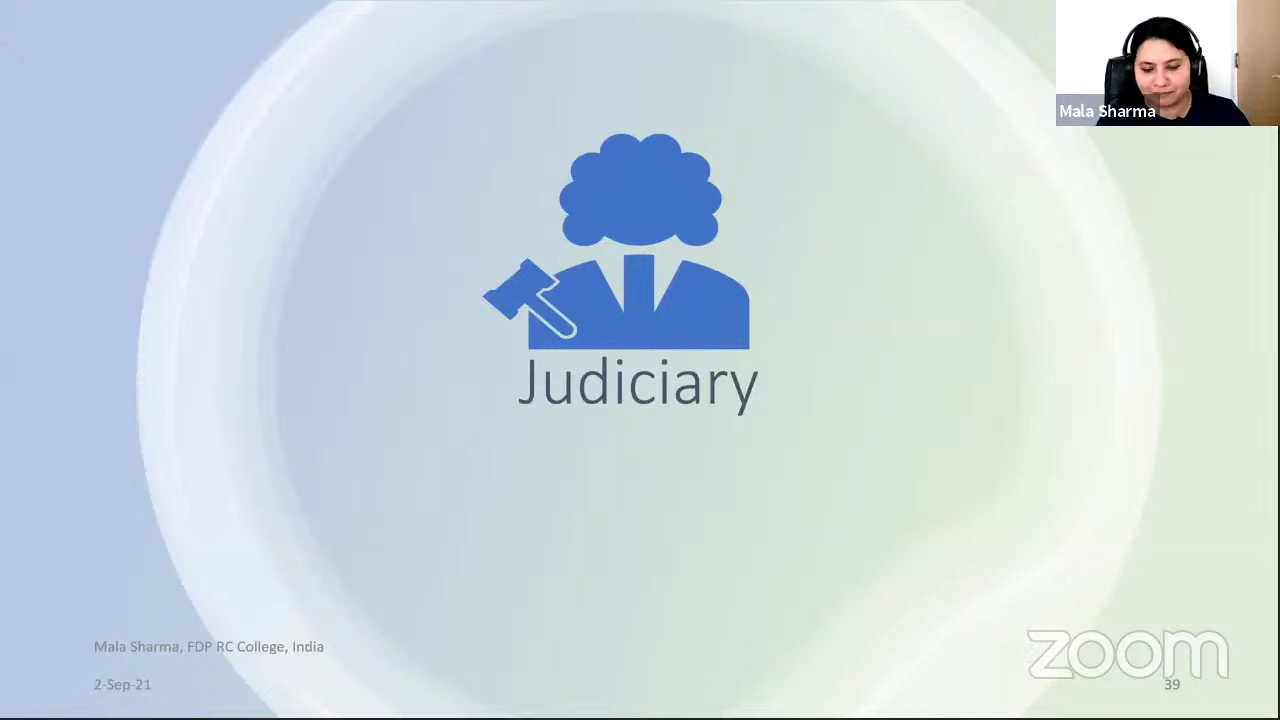 Mala Sharma
Judiciary
Mala Sharma, FDP RC College, India
zoom
2-Sep-21
39